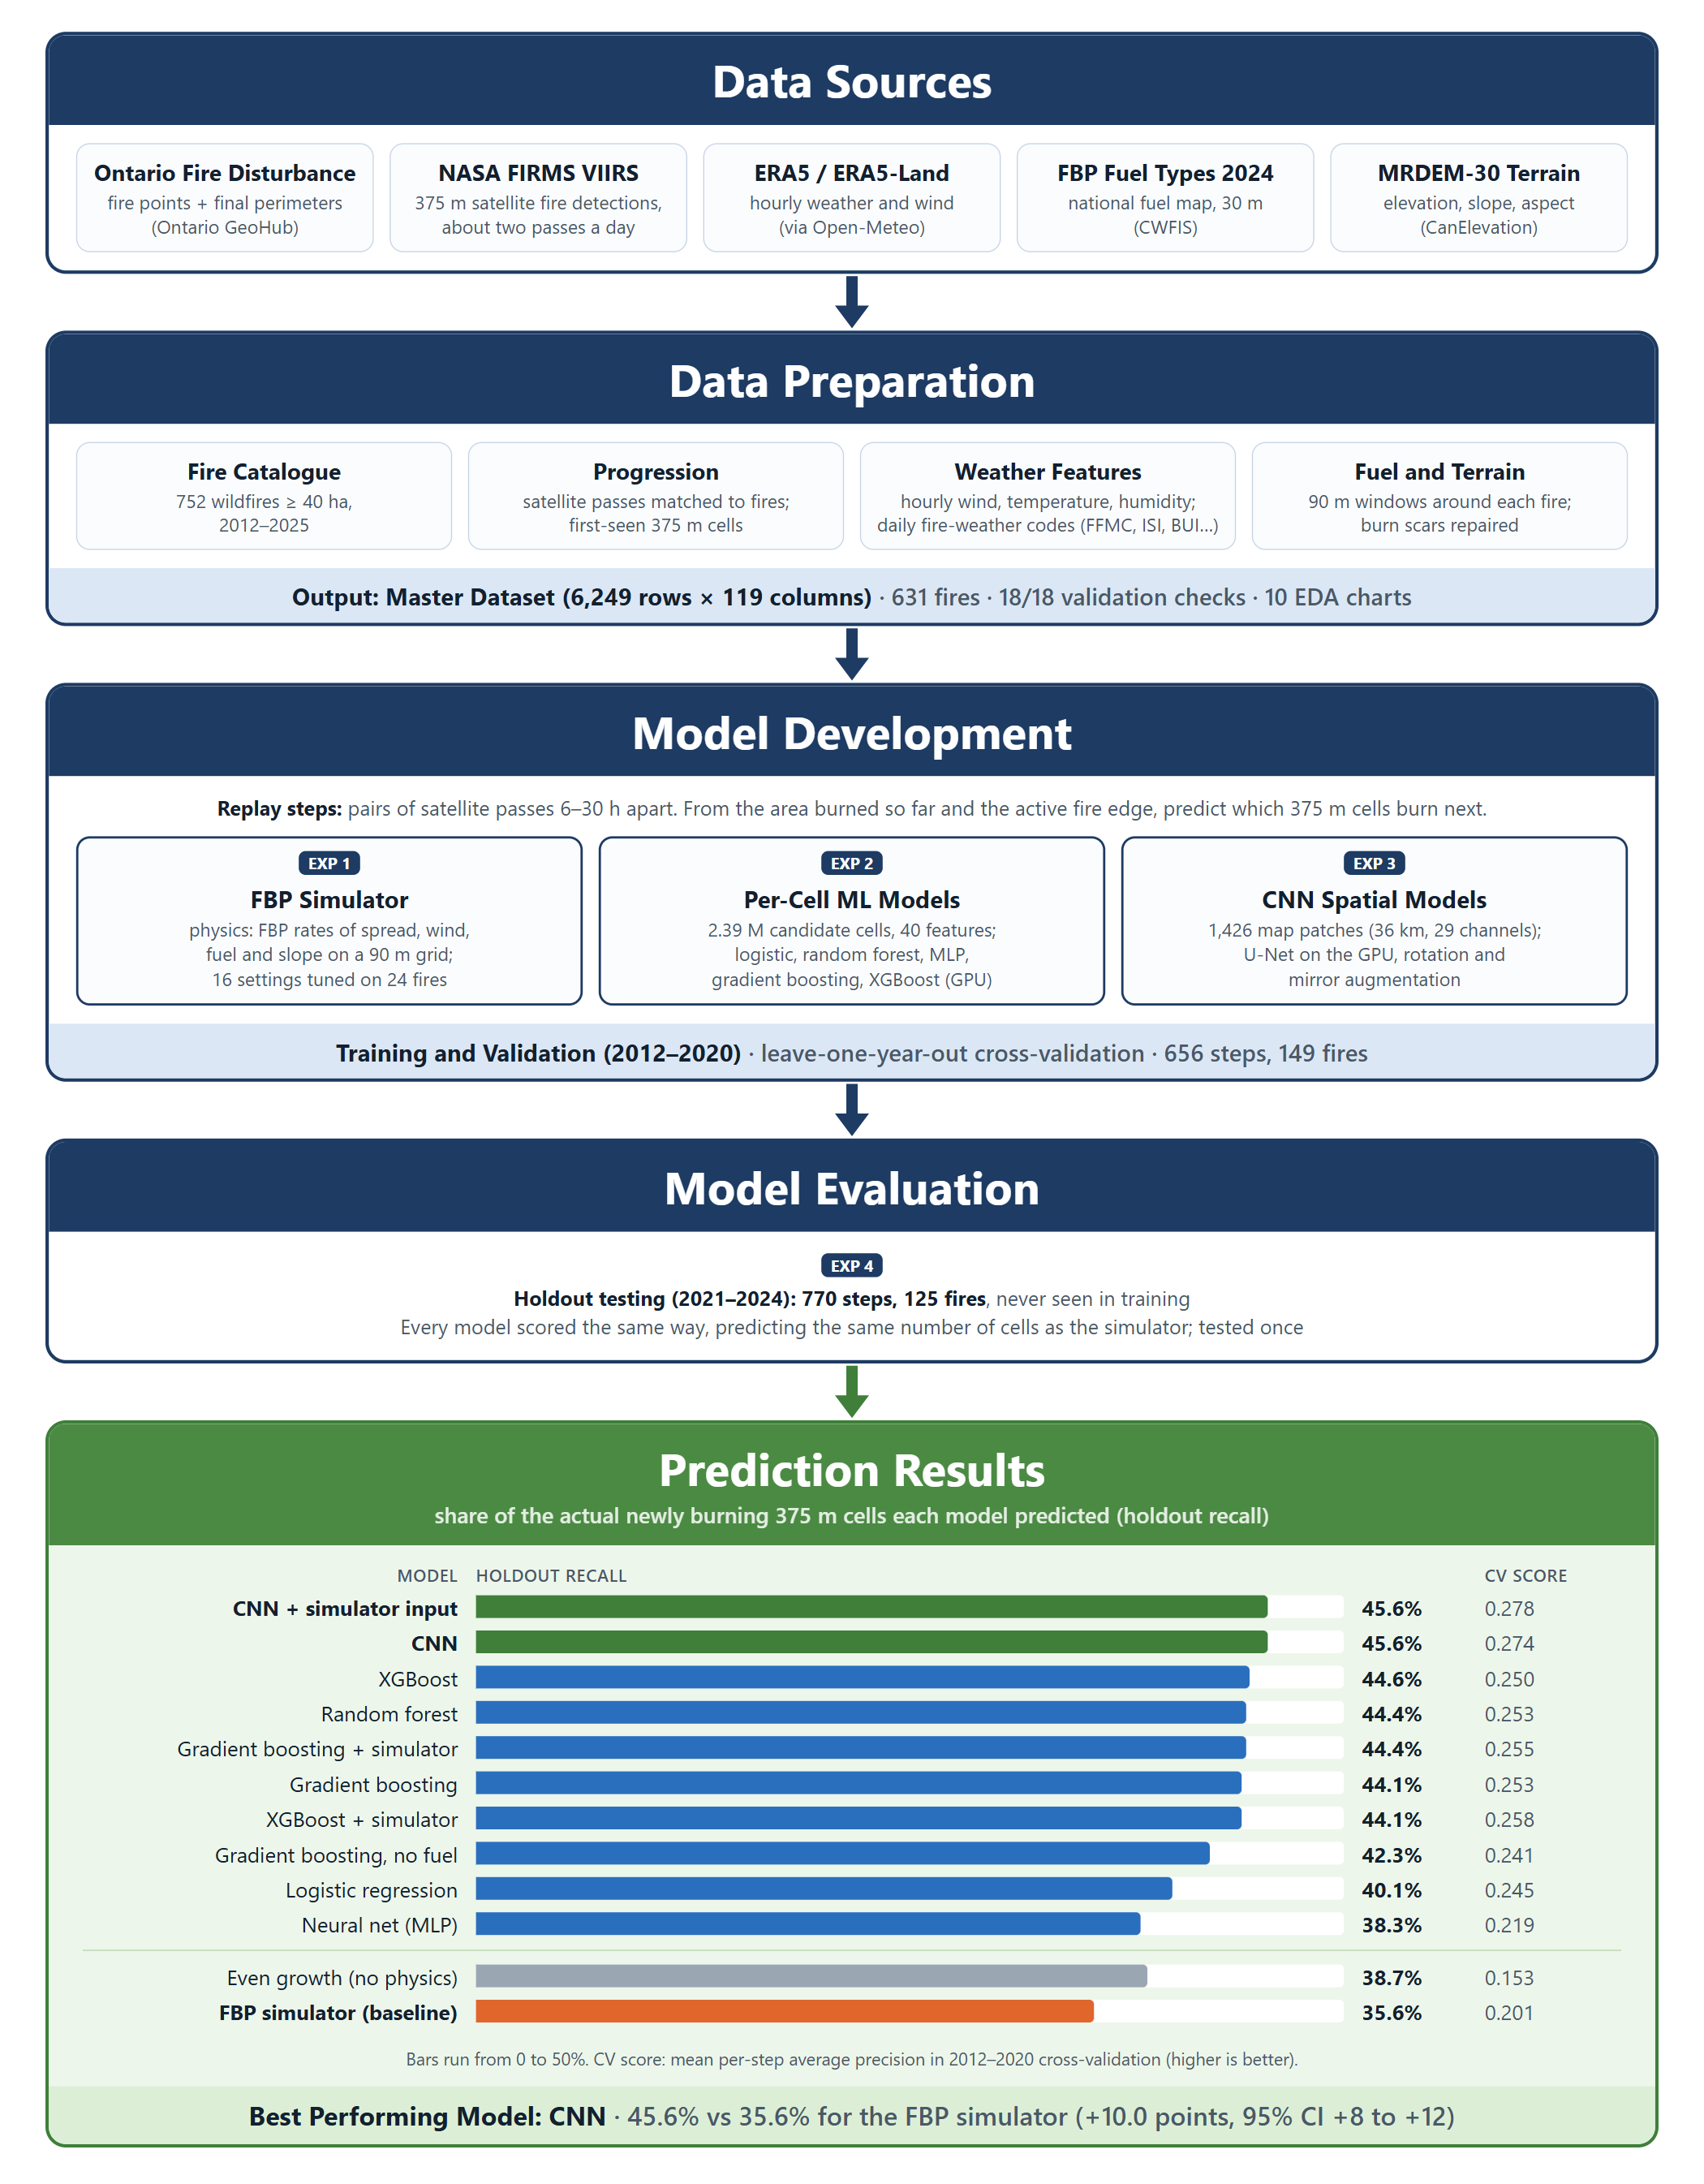 Data Sources
Ontario Fire Disturbance
fire points + final perimeters
(Ontario GeoHub)
NASA FIRMS VIIRS
375 m satellite fire detections,
about two passes a day
ERA5 / ERA5-Land
hourly weather and wind
(via Open-Meteo)
FBP Fuel Types 2024
national fuel map, 30 m
(CWFIS)
MRDEM-30 Terrain
elevation, slope, aspect
(CanElevation)
Data Preparation
Fire Catalogue
752 wildfires ≥ 40 ha,
2012–2025
Progression
satellite passes matched to fires;
first-seen 375 m cells
Weather Features
hourly wind, temperature, humidity;
daily fire-weather codes (FFMC, ISI, BUI...)
Fuel and Terrain
90 m windows around each fire;
burn scars repaired
Output: Master Dataset (6,249 rows × 119 columns) · 631 fires · 18/18 validation checks · 10 EDA charts
Model Development
Replay steps: pairs of satellite passes 6–30 h apart. From the area burned so far and the active fire edge, predict which 375 m cells burn next.
EXP 1
FBP Simulator
physics: FBP rates of spread, wind,
fuel and slope on a 90 m grid;
16 settings tuned on 24 fires
EXP 2
Per-Cell ML Models
2.39 M candidate cells, 40 features;
logistic, random forest, MLP,
gradient boosting, XGBoost (GPU)
EXP 3
CNN Spatial Models
1,426 map patches (36 km, 29 channels);
U-Net on the GPU, rotation and
mirror augmentation
Training and Validation (2012–2020) · leave-one-year-out cross-validation · 656 steps, 149 fires
Model Evaluation
EXP 4
Holdout testing (2021–2024): 770 steps, 125 fires, never seen in training
Every model scored the same way, predicting the same number of cells as the simulator; tested once
Prediction Results
share of the actual newly burning 375 m cells each model predicted (holdout recall)
MODEL HOLDOUT RECALL CV SCORE
CNN + simulator input 45.6% 0.278
CNN 45.6% 0.274
XGBoost 44.6% 0.250
Random forest 44.4% 0.253
Gradient boosting + simulator 44.4% 0.255
Gradient boosting 44.1% 0.253
XGBoost + simulator 44.1% 0.258
Gradient boosting, no fuel 42.3% 0.241
Logistic regression 40.1% 0.245
Neural net (MLP) 38.3% 0.219
Even growth (no physics) 38.7% 0.153
FBP simulator (baseline) 35.6% 0.201
Bars run from 0 to 50%. CV score: mean per-step average precision in 2012–2020 cross-validation (higher is better).
Best Performing Model: CNN · 45.6% vs 35.6% for the FBP simulator (+10.0 points, 95% CI +8 to +12)